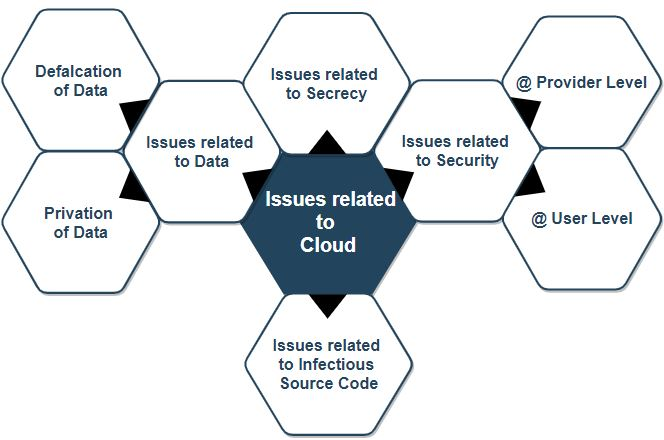 Defalcation
of Data
Issues related
to Secrecy
@ Provider Level
Issues related
to Data
Issues related
to Security
Privation
of Data
Issues related
to
Cloud
@ User Level
Issues related
to Infectious
Source Code